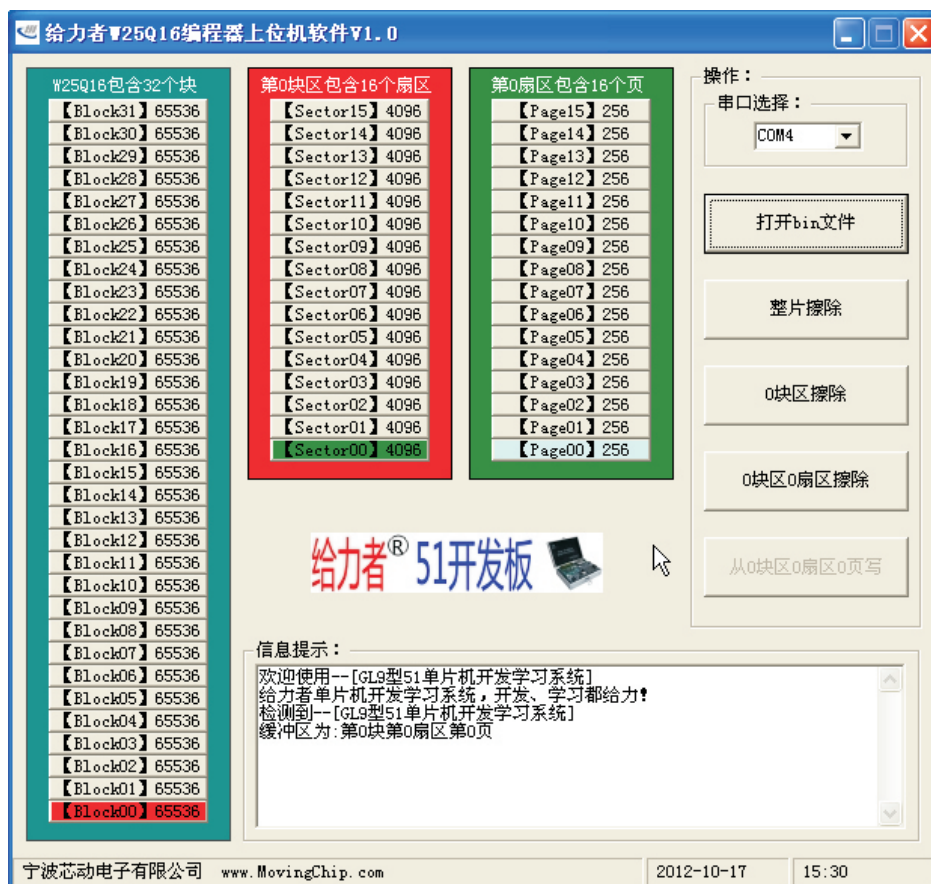 给力者W25Q16编程器上位机软件V1.0
W25Q16包含32个块
【Block31】65536
【Block30】65536
【Block29】65536
【Block28】65536
【Block27】65536
【Block26】65536
【Block25】65536
【Block24】65536
【Block23】65536
【Block22】65536
【Block21】65536
【Block20】65536
【Block19】65536
【Block18】65536
【Block17】65536
【Block16】65536
【Block15】65536
【Block14】65536
【Block13】65536
【Block12】65536
【Block11】65536
【Block10】65536
【Block09】65536
【Block08】65536
【Block07】65536
【Block06】65536
【Block05】65536
【Block04】65536
【Block03】65536
【Block02】65536
【Block01】65536
【Block00】65536
第0块区包含16个扇区
【Sector15】4096
【Sector14】4096
【Sector13】4096
【Sector12】4096
【Sector11】4096
【Sector10】4096
【Sector09】4096
【Sector08】4096
【Sector07】4096
【Sector06】4096
【Sector05】4096
【Sector04】4096
【Sector03】4096
【Sector02】4096
【Sector01】4096
【Sector00】4096
第0扇区包含16个页
【Page15】256
【Page14】256
【Page13】256
【Page12】256
【Page11】256
【Page10】256
【Page09】256
【Page08】256
【Page07】256
【Page06】256
【Page05】256
【Page04】256
【Page03】256
【Page02】256
【Page01】256
【Page00】256
操作：
串口选择：
COM4
打开bin文件
整片擦除
0块区擦除
0块区0扇区擦除
从0块区0扇区0页写
给力者® 51开发板
信息提示：
欢迎使用--[GL9型51单片机开发学习系统]
给力者单片机开发学习系统，开发、学习都给力！
检测到--[GL9型51单片机开发学习系统]
缓冲区为:第0块第0扇区第0页
宁波芯动电子有限公司 www.MovingChip.com
2012-10-17
15:30